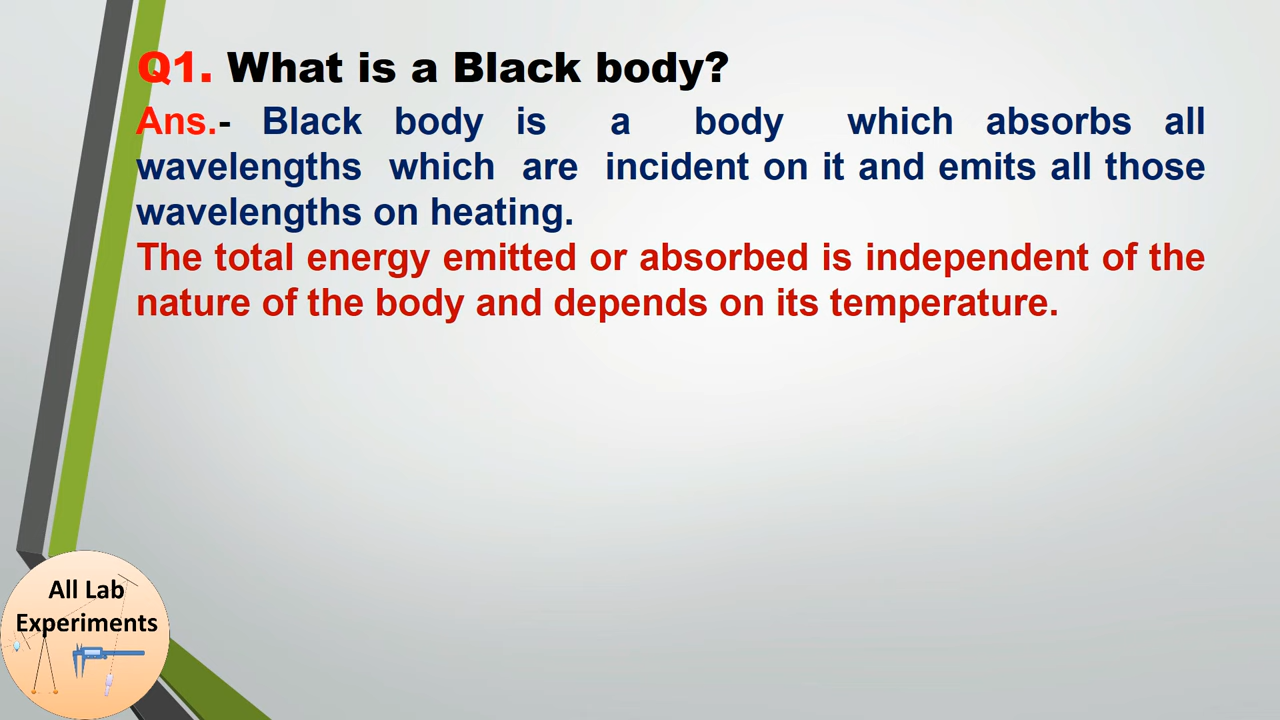 Q1. What is a Black body?
Ans.- Black body is a body which absorbs all
wavelengths which are incident on it and emits all those
wavelengths on heating.
The total energy emitted or absorbed is independent of the
nature of the body and depends on its temperature.
All Lab
Experiments